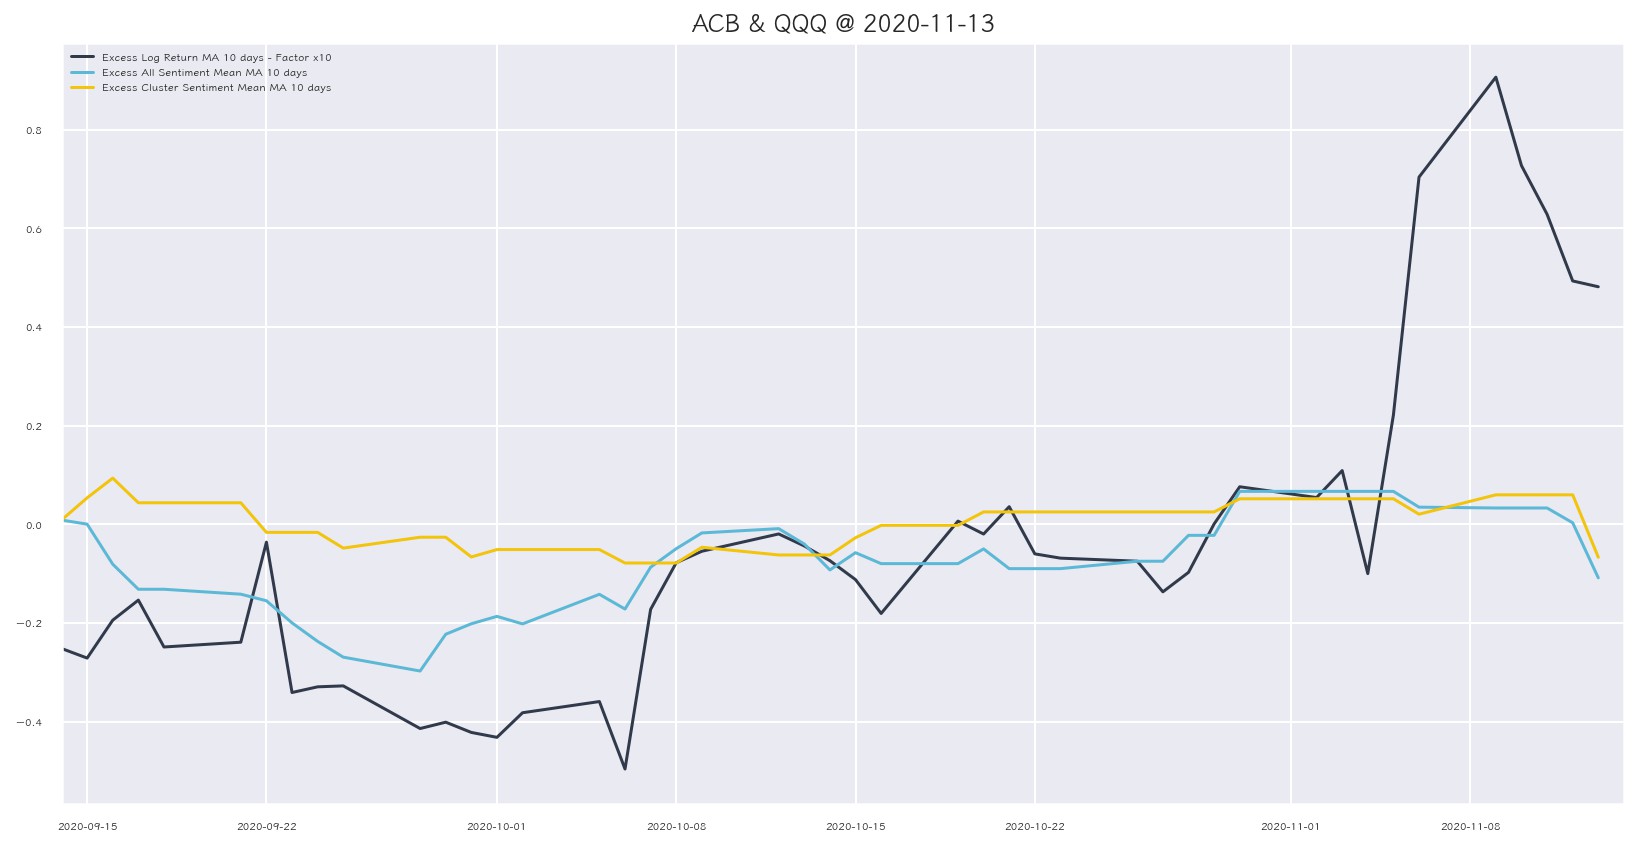 ACB & QQQ @ 2020-11-13
Excess Log Return MA 10 days - Factor x10
Excess All Sentiment Mean MA 10 days
Excess Cluster Sentiment Mean MA 10 days
0.8
0.6
0.4
0.2
0.0
−0.2
−0.4
2020-09-15 2020-09-22 2020-10-01 2020-10-08 2020-10-15 2020-10-22 2020-11-01 2020-11-08